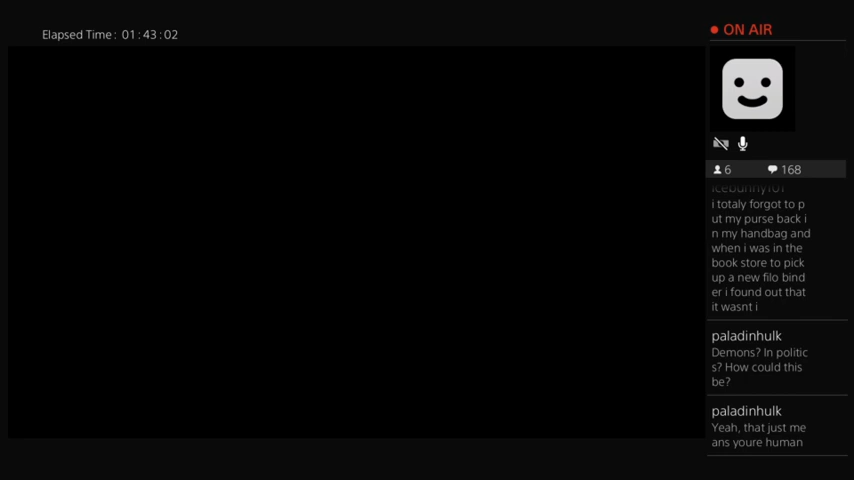 Elapsed Time: 01:43:02
ON AIR
6 168
icebunny101
i totaly forgot to p
ut my purse back i
n my handbag and
when i was in the
book store to pick
up a new filo bind
er i found out that
it wasnt i
paladinhulk
Demons? In politic
s? How could this
be?
paladinhulk
Yeah, that just me
ans youre human